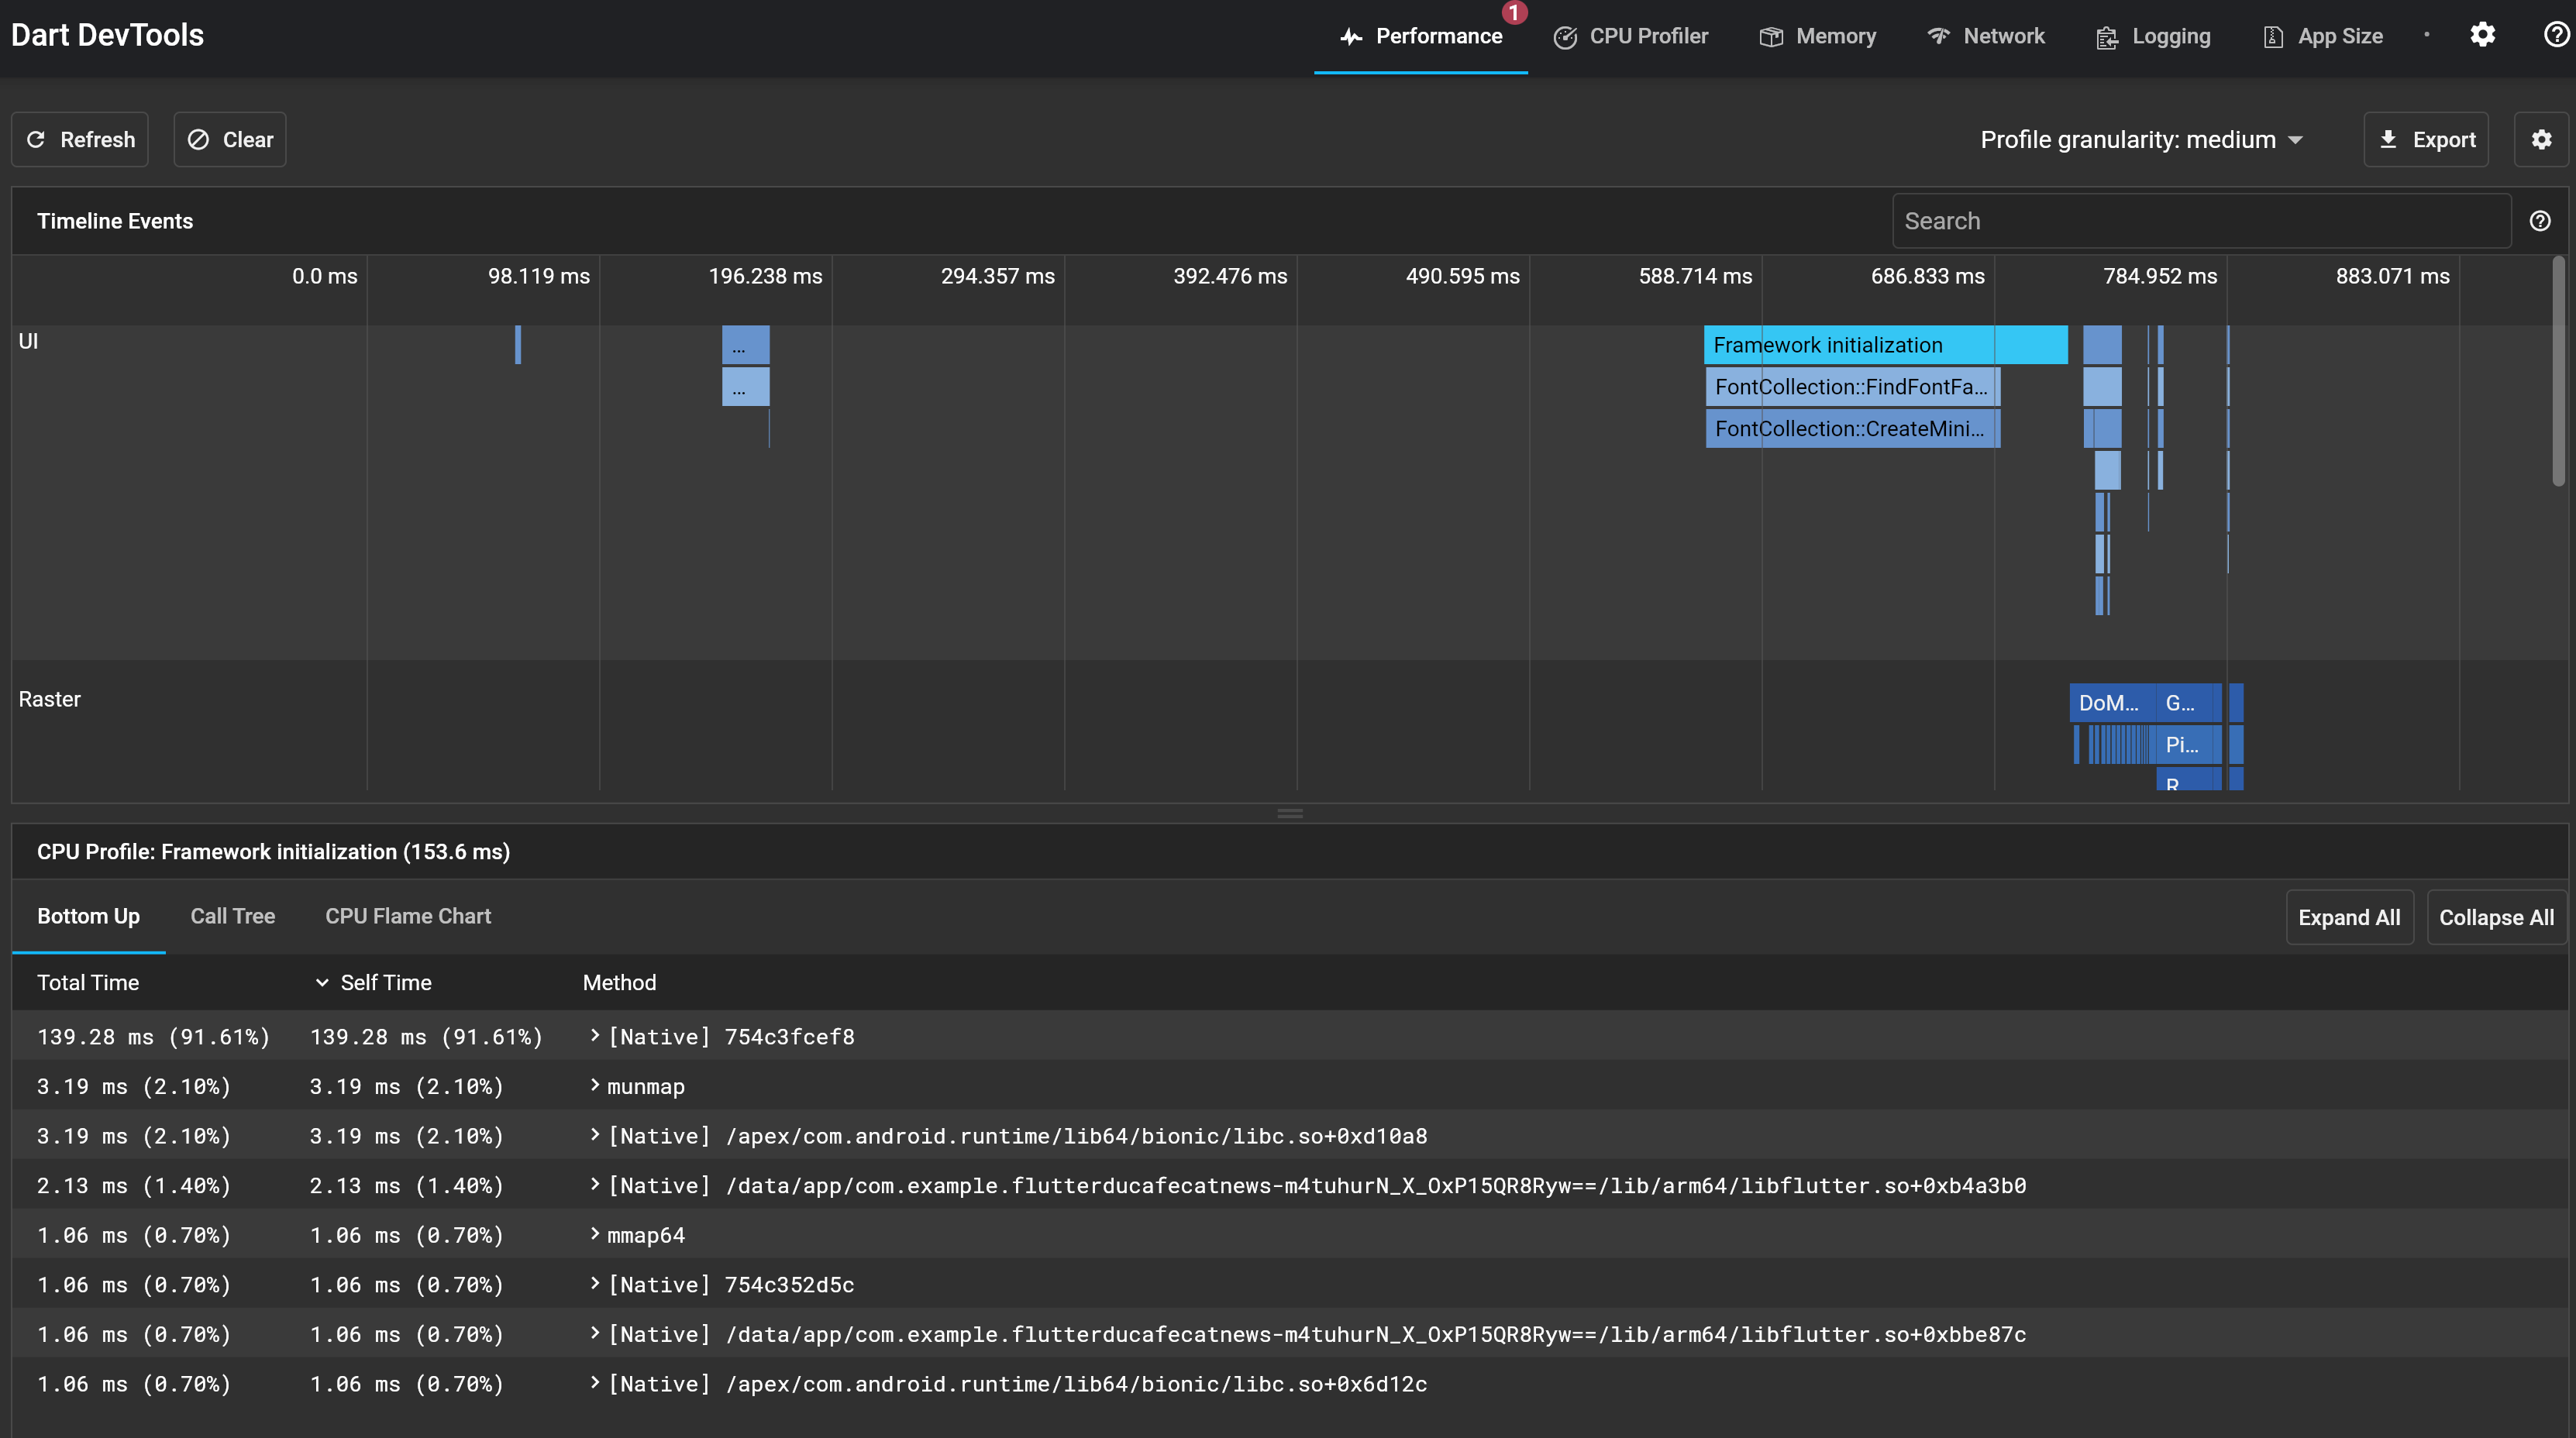 Dart DevTools
Performance 1 CPU Profiler Memory Network Logging App Size
Refresh Clear Profile granularity: medium Export
Timeline Events Search
0.0 ms 98.119 ms 196.238 ms 294.357 ms 392.476 ms 490.595 ms 588.714 ms 686.833 ms 784.952 ms 883.071 ms
UI
... Framework initialization
... FontCollection::FindFontFa...
FontCollection::CreateMini...
Raster
DoM... G...
Pi...
R
CPU Profile: Framework initialization (153.6 ms)
Bottom Up Call Tree CPU Flame Chart Expand All Collapse All
Total Time Self Time Method
139.28 ms (91.61%) 139.28 ms (91.61%) [Native] 754c3fcef8
3.19 ms (2.10%) 3.19 ms (2.10%) munmap
3.19 ms (2.10%) 3.19 ms (2.10%) [Native] /apex/com.android.runtime/lib64/bionic/libc.so+0xd10a8
2.13 ms (1.40%) 2.13 ms (1.40%) [Native] /data/app/com.example.flutterducafecatnews-m4tuhurN_X_OxP15QR8Ryw==/lib/arm64/libflutter.so+0xb4a3b0
1.06 ms (0.70%) 1.06 ms (0.70%) mmap64
1.06 ms (0.70%) 1.06 ms (0.70%) [Native] 754c352d5c
1.06 ms (0.70%) 1.06 ms (0.70%) [Native] /data/app/com.example.flutterducafecatnews-m4tuhurN_X_OxP15QR8Ryw==/lib/arm64/libflutter.so+0xbbe87c
1.06 ms (0.70%) 1.06 ms (0.70%) [Native] /apex/com.android.runtime/lib64/bionic/libc.so+0x6d12c